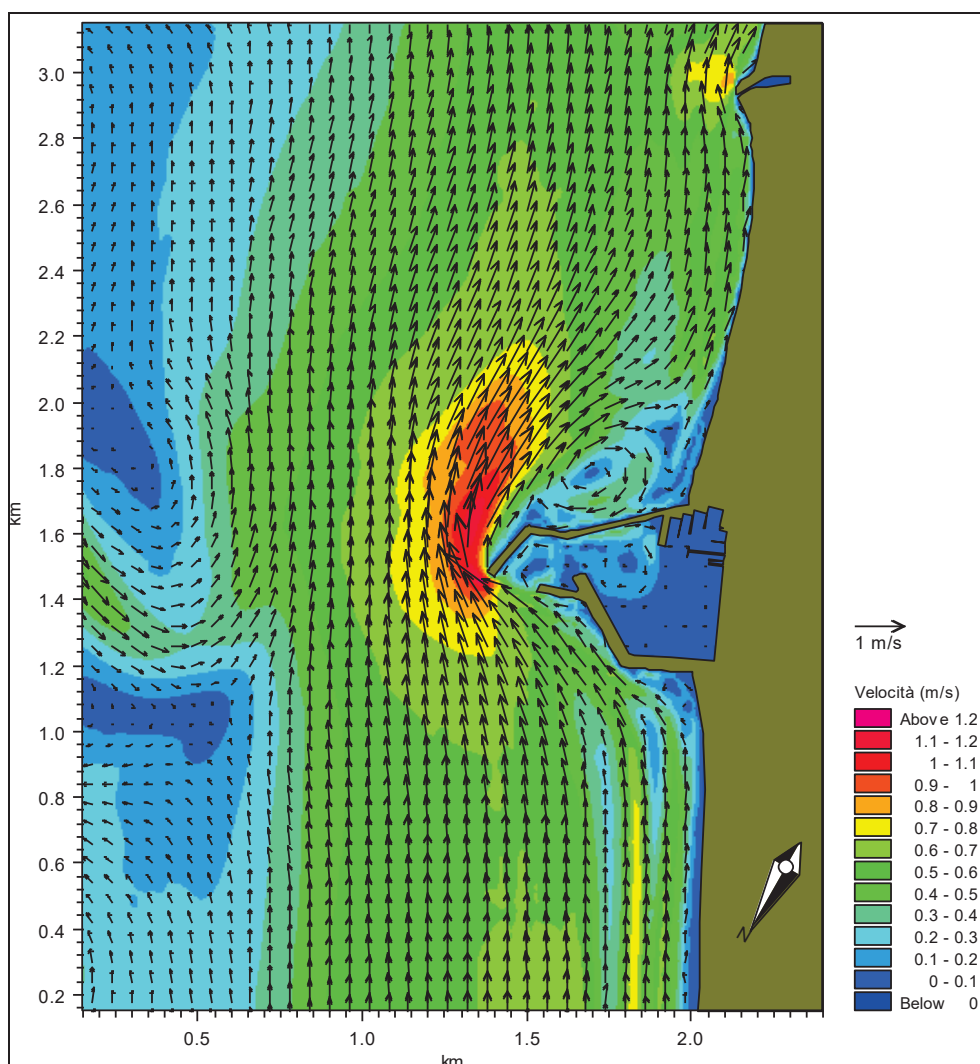 3.0
2.8
2.6
2.4
2.2
2.0
1.8
km
1.6
1.4
1.2
1.0
0.8
0.6
0.4
0.2
0.5
1.0
1.5
2.0
km
1 m/s
Velocità (m/s)
Above 1.2
1.1 - 1.2
1 - 1.1
0.9 - 1
0.8 - 0.9
0.7 - 0.8
0.6 - 0.7
0.5 - 0.6
0.4 - 0.5
0.3 - 0.4
0.2 - 0.3
0.1 - 0.2
0 - 0.1
Below 0
N